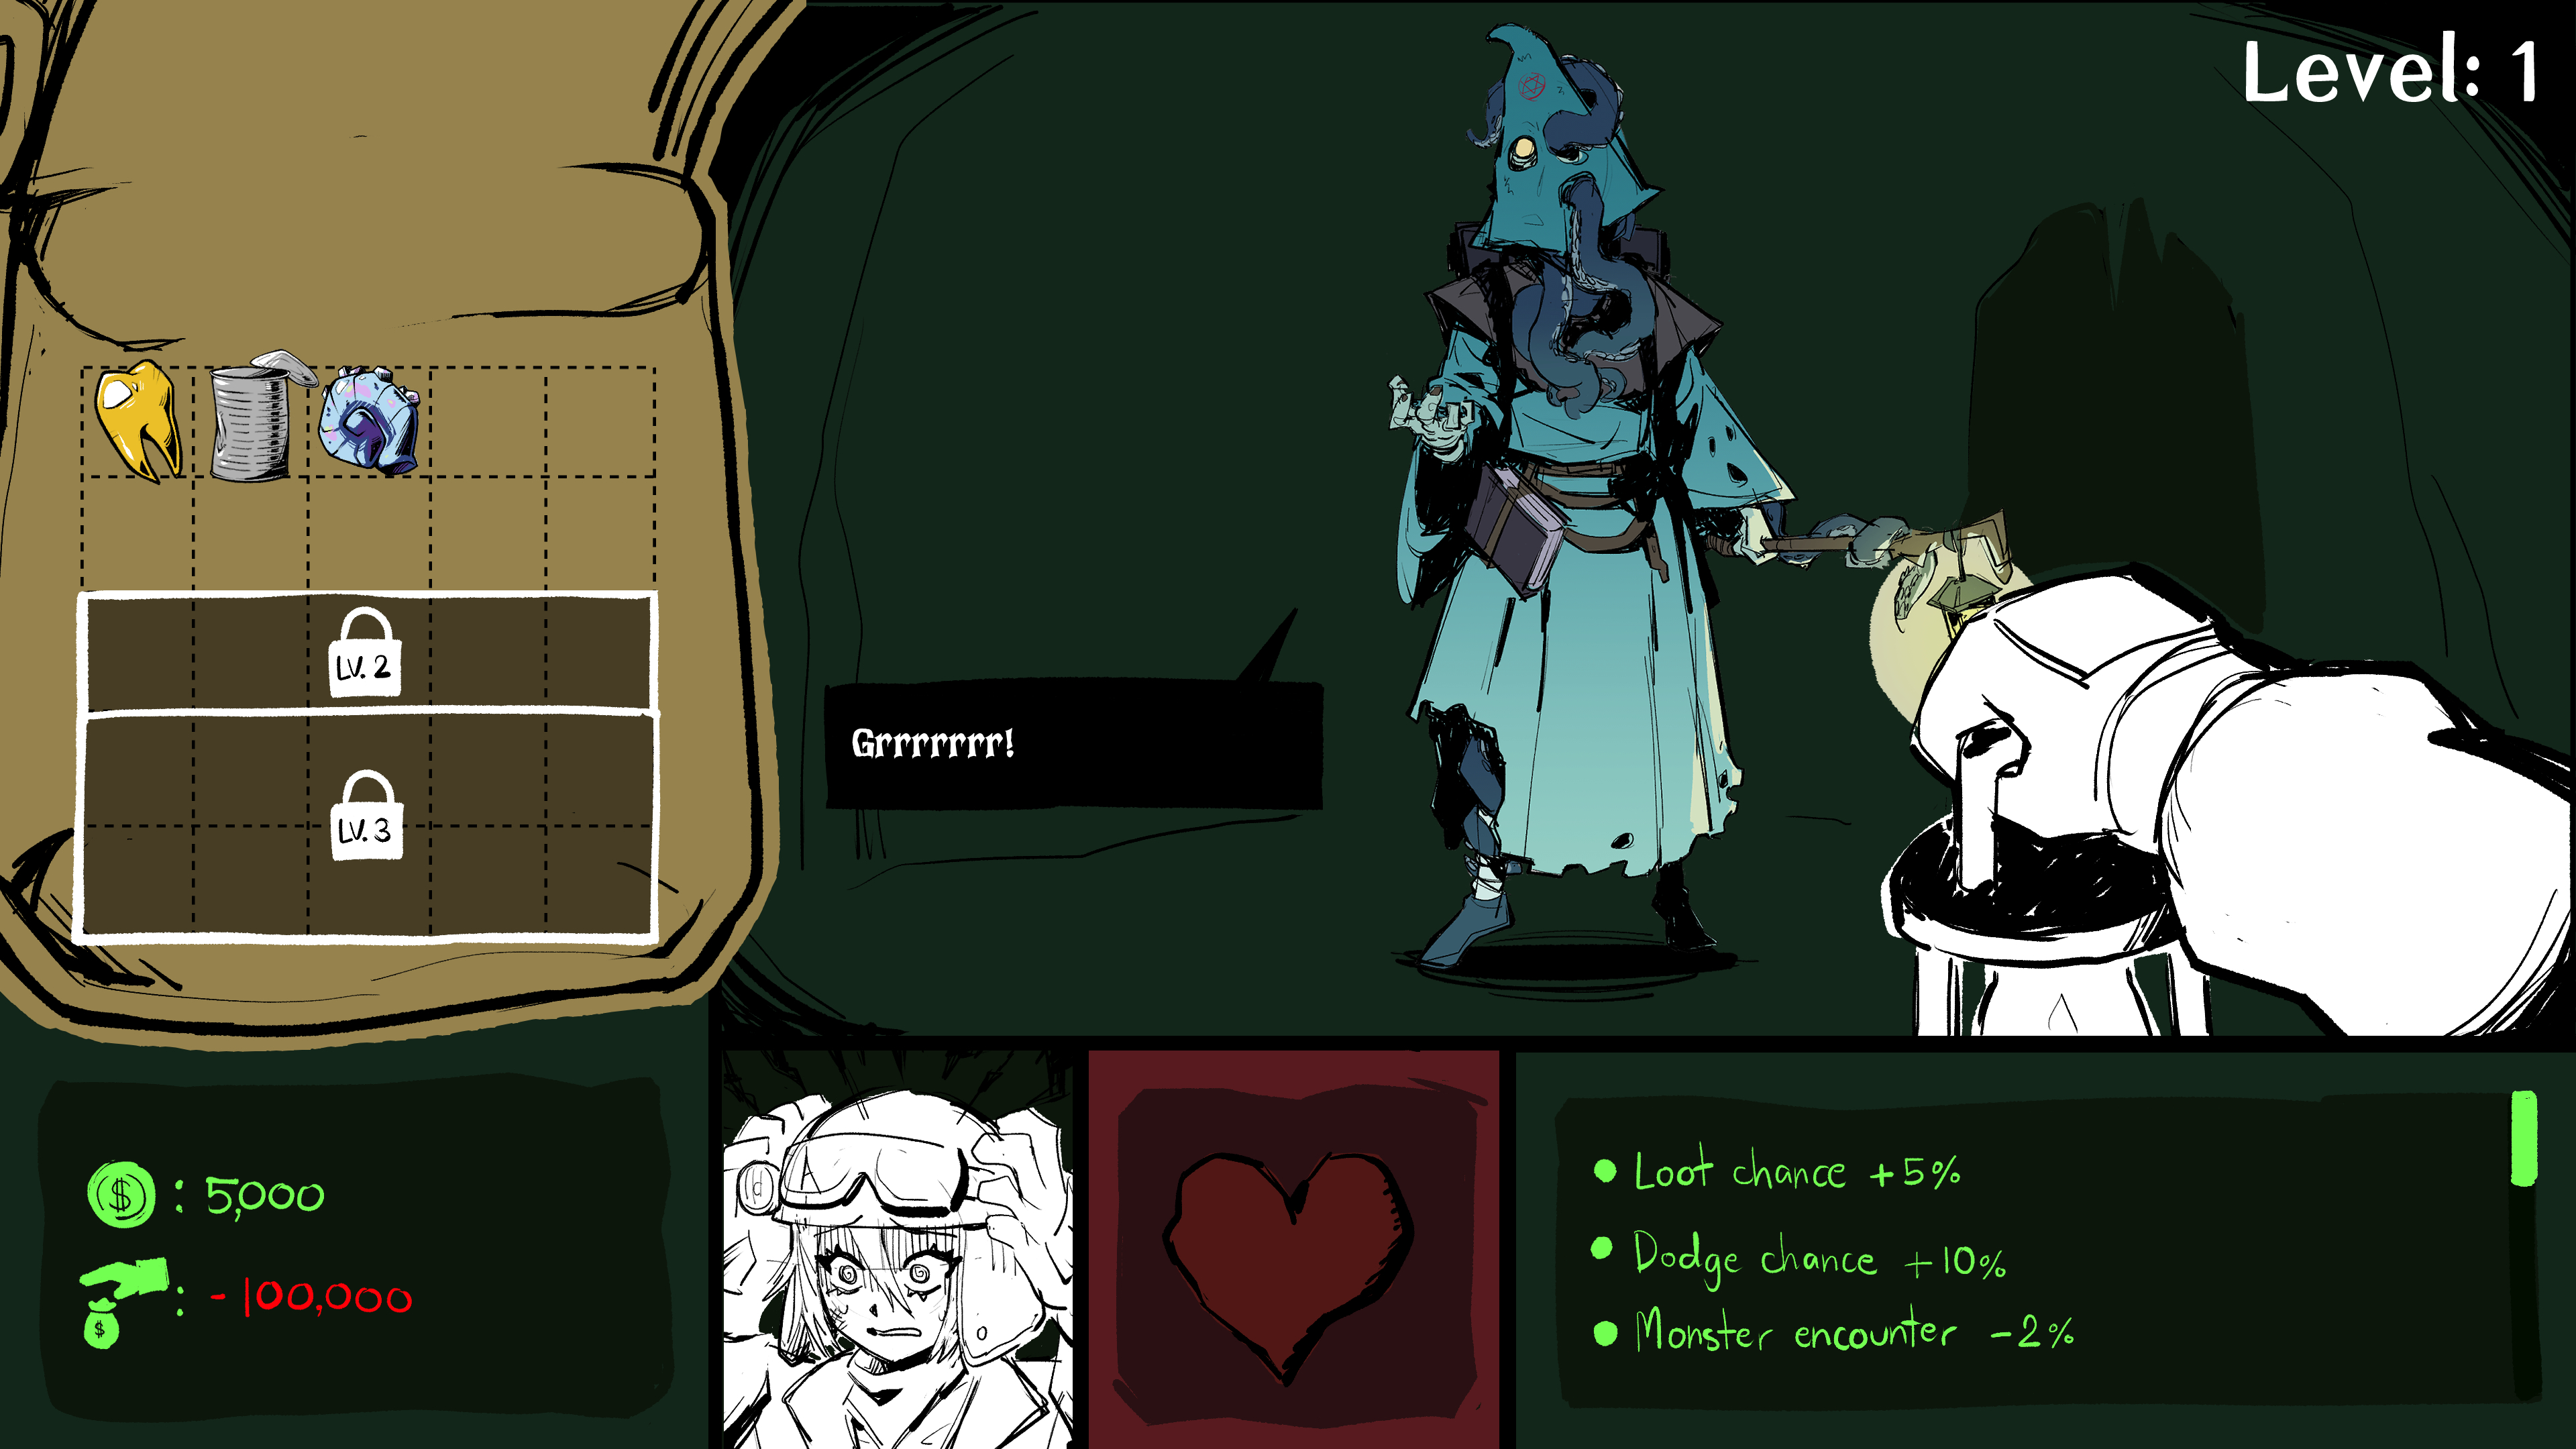 Level: 1
LV. 2
LV. 3
Grrrrrrr!
$ : 5,000
$ : -100,000
Loot chance +5%
Dodge chance +10%
Monster encounter -2%